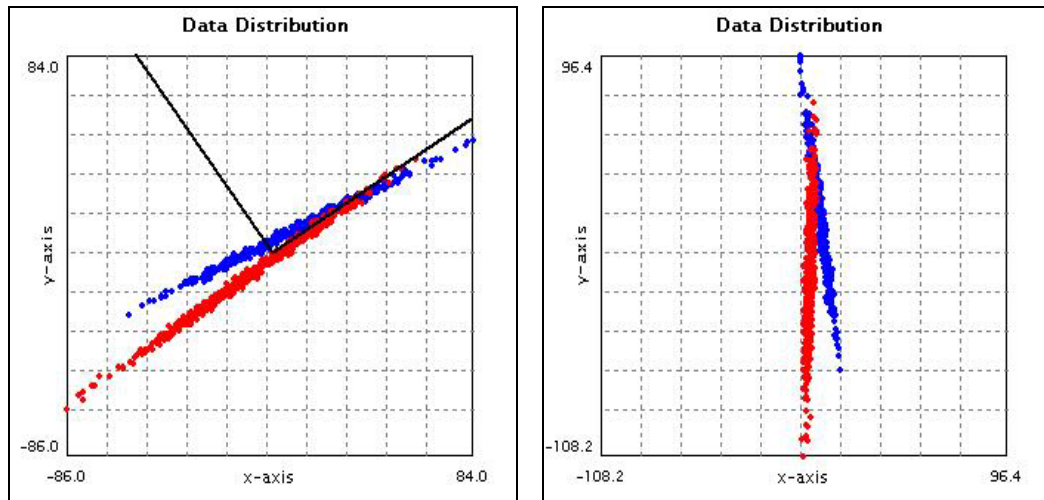 Data Distribution
84.0
y-axis
-86.0
-86.0
x-axis
84.0
Data Distribution
96.4
y-axis
-108.2
-108.2
x-axis
96.4